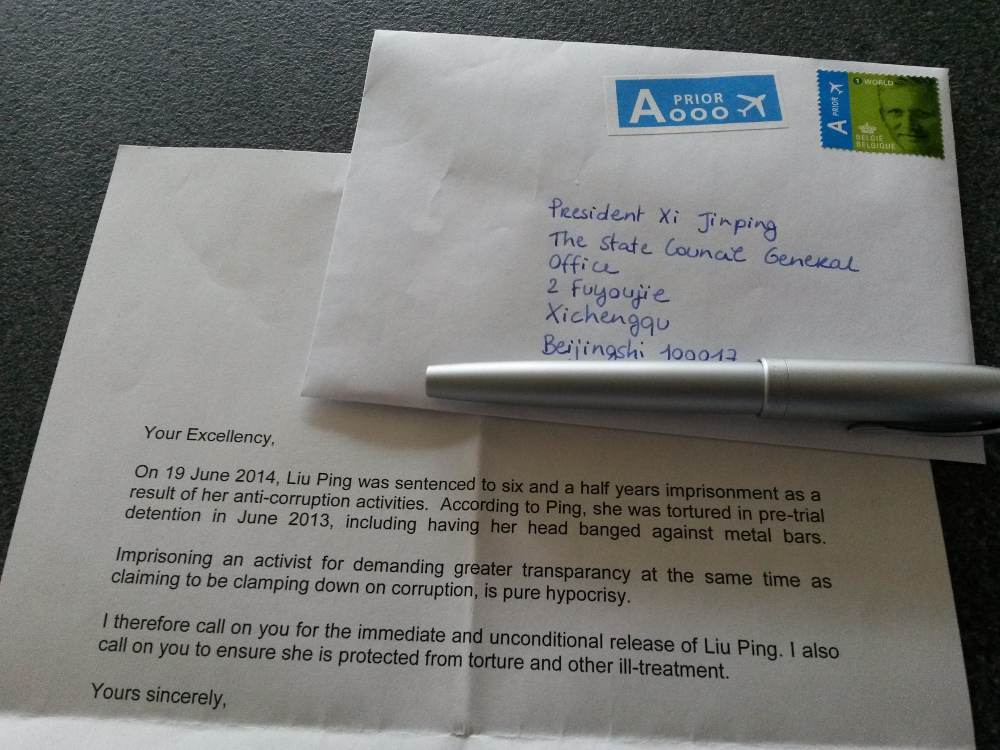 A PRIOR
1 WORLD
A PRIOR
BELGIË
BELGIQUE
President Xi Jinping
The State Council General
Office
2 Fuyoujie
Xichengqu
Beijingshi 100017
Your Excellency,
On 19 June 2014, Liu Ping was sentenced to six and a half years imprisonment as a
result of her anti-corruption activities. According to Ping, she was tortured in pre-trial
detention in June 2013, including having her head banged against metal bars.
Imprisoning an activist for demanding greater transparancy at the same time as
claiming to be clamping down on corruption, is pure hypocrisy.
I therefore call on you for the immediate and unconditional release of Liu Ping. I also
call on you to ensure she is protected from torture and other ill-treatment.
Yours sincerely,